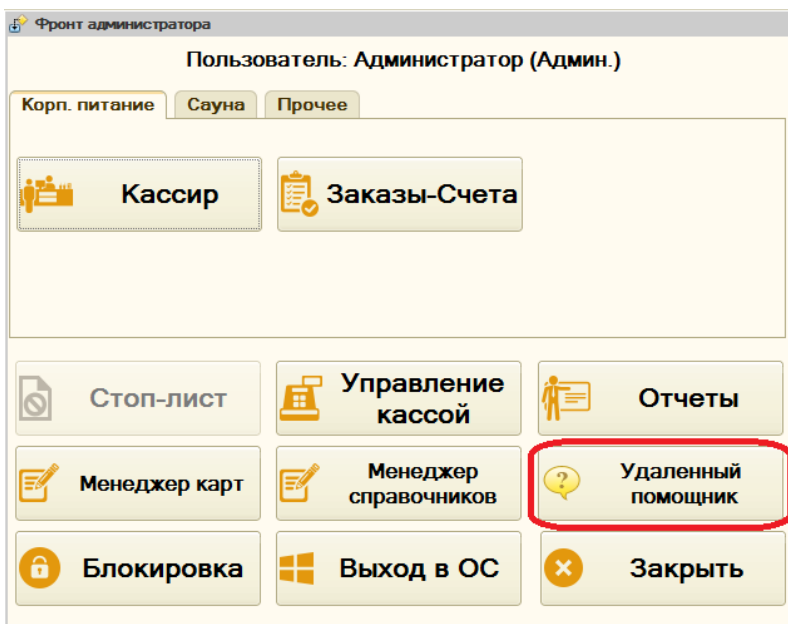 Фронт администратора
Пользователь: Администратор (Админ.)
Корп. питание Сауна Прочее
Кассир Заказы-Счета
Стоп-лист Управление кассой Отчеты
Менеджер карт Менеджер справочников Удаленный помощник
Блокировка Выход в ОС Закрыть